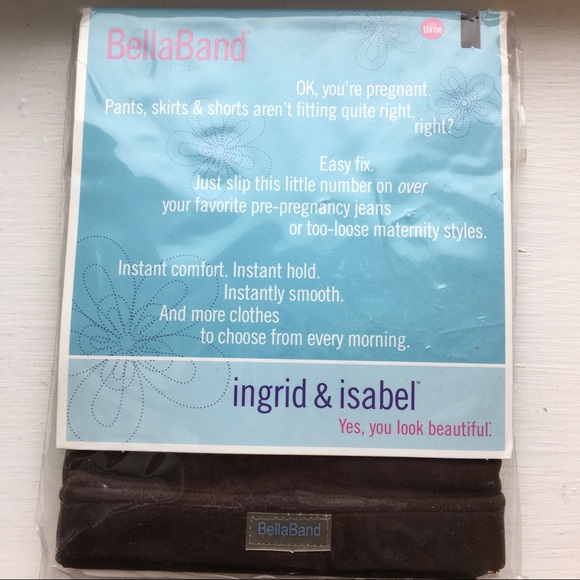 BellaBand™
three
OK, you're pregnant.
Pants, skirts & shorts aren't fitting quite right,
right?
Easy fix.
Just slip this little number on over
your favorite pre-pregnancy jeans
or too-loose maternity styles.
Instant comfort. Instant hold.
Instantly smooth.
And more clothes
to choose from every morning.
ingrid & isabel™
Yes, you look beautiful.
BellaBand